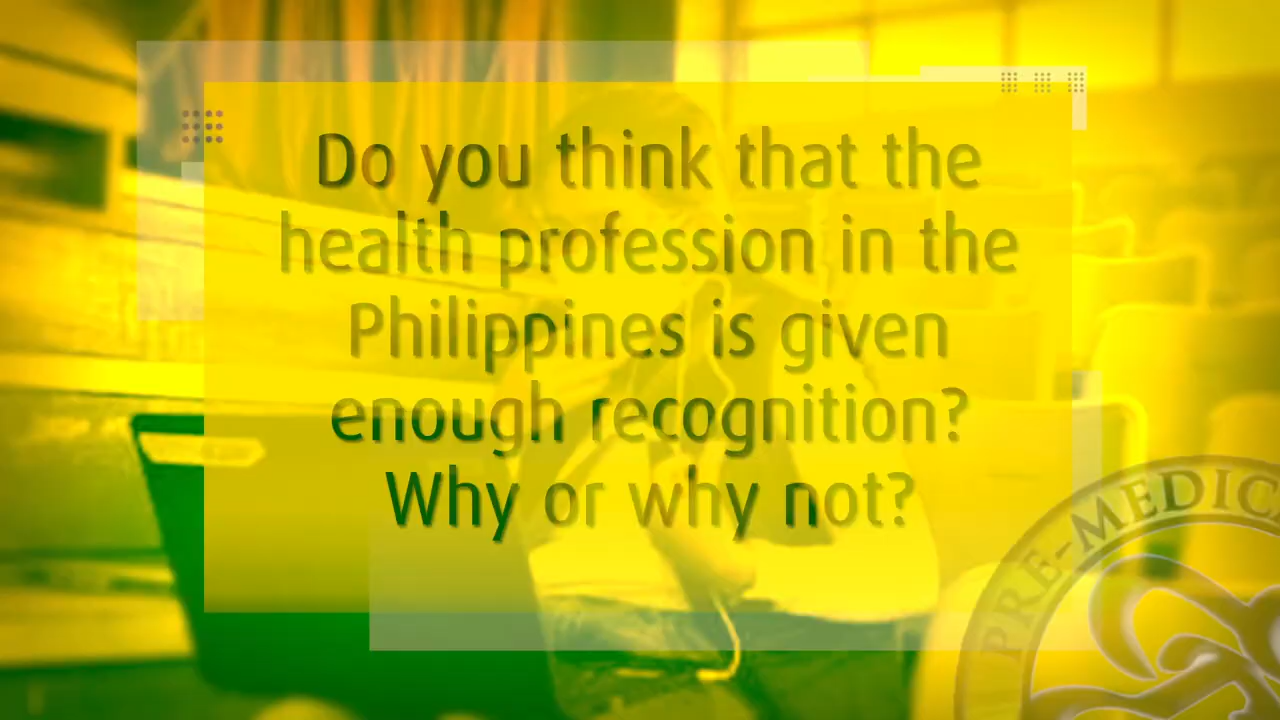 Do you think that the
health profession in the
Philippines is given
enough recognition?
Why or why not?
PRE-MEDIC